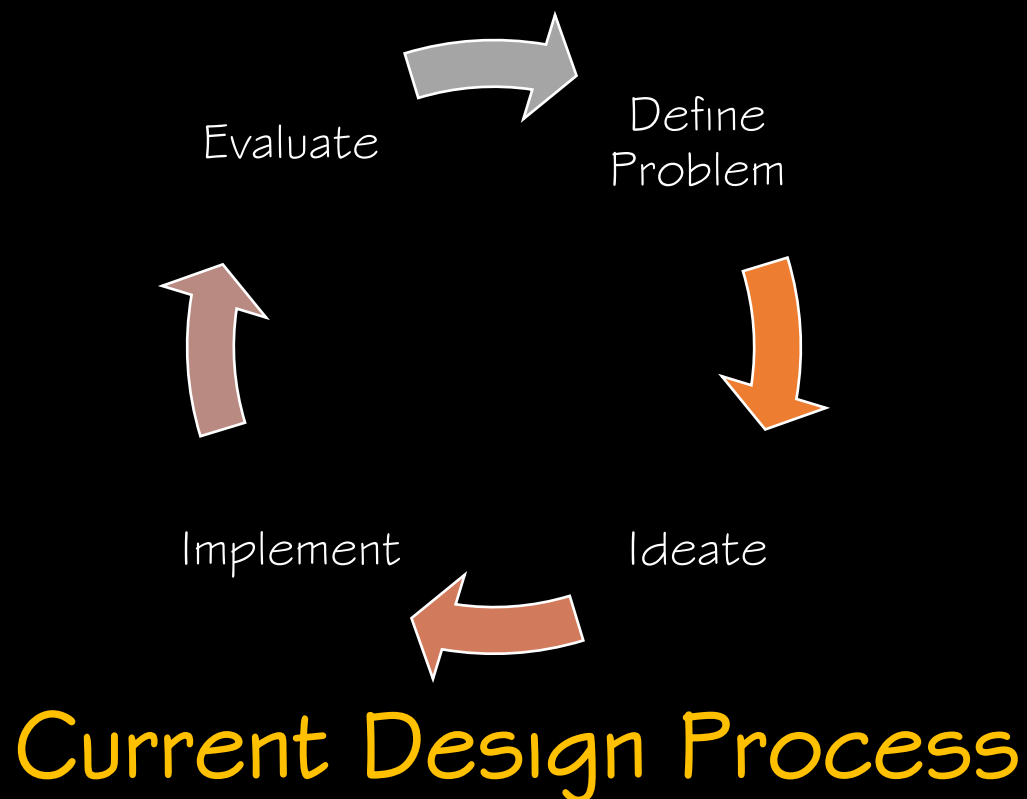 Evaluate
Define
Problem
Implement
Ideate
Current Design Process